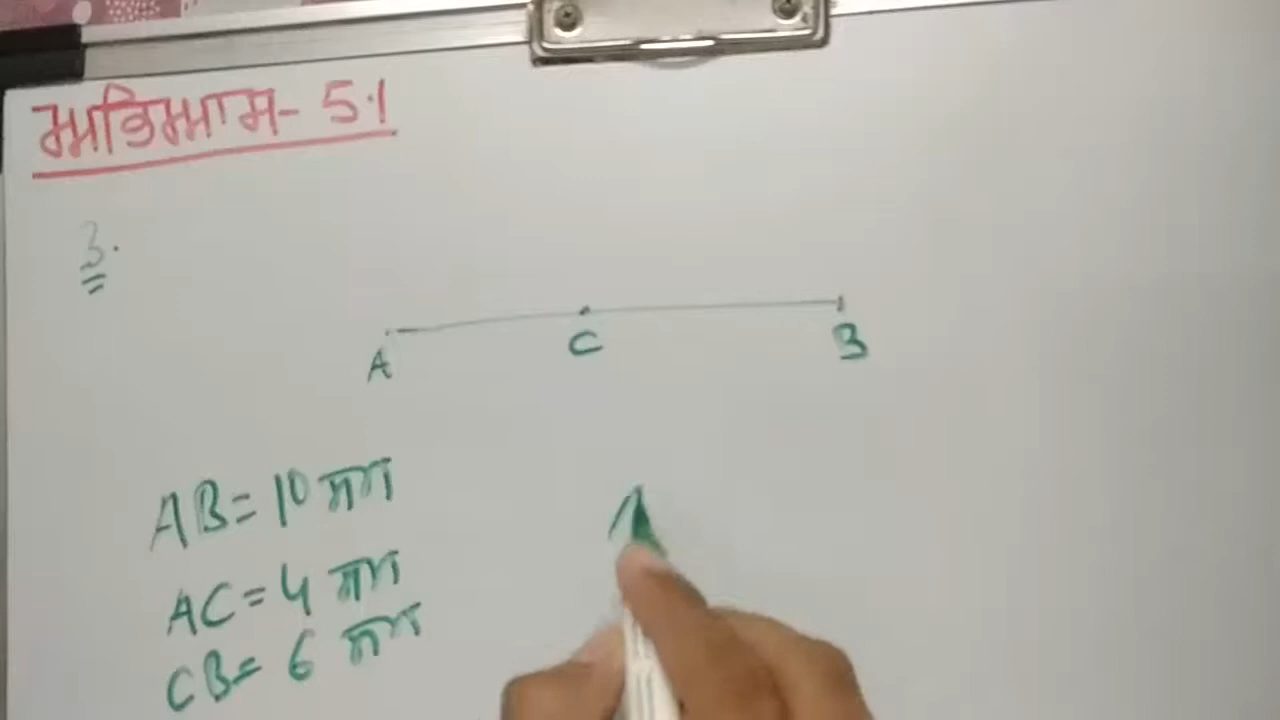 ਅਭਿਆਸ- 5.1
3.
A C B
AB = 10 ਸਮ
AC = 4 ਸਮ
CB = 6 ਸਮ